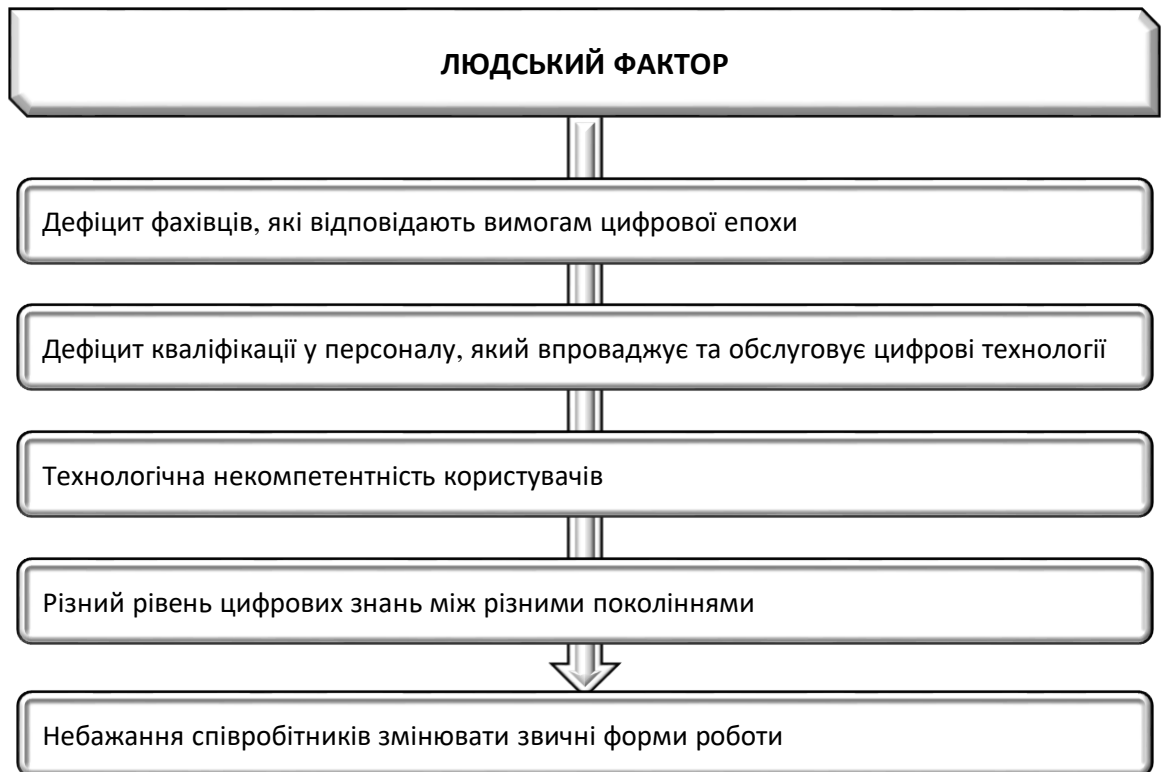 ЛЮДСЬКИЙ ФАКТОР
Дефіцит фахівців, які відповідають вимогам цифрової епохи
Дефіцит кваліфікації у персоналу, який впроваджує та обслуговує цифрові технології
Технологічна некомпетентність користувачів
Різний рівень цифрових знань між різними поколіннями
Небажання співробітників змінювати звичні форми роботи